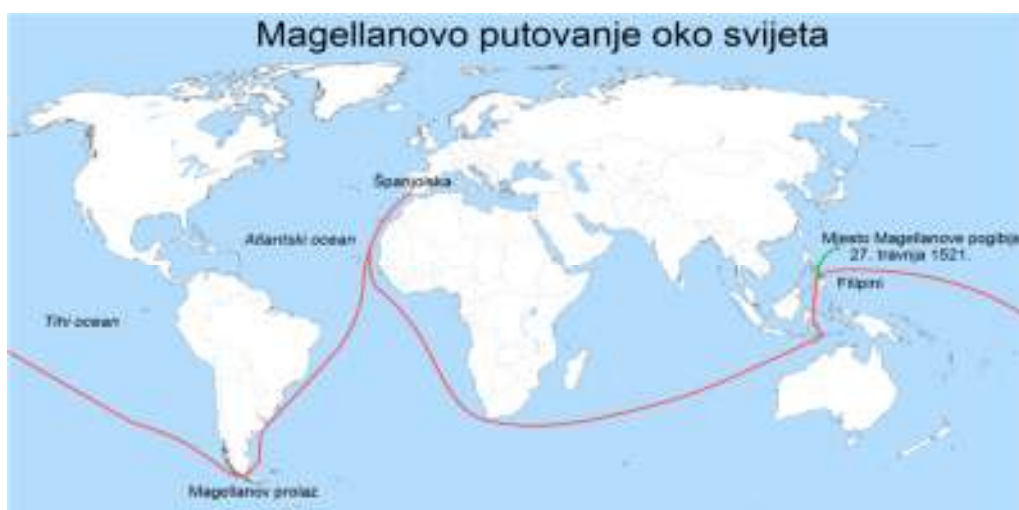 Magellanovo putovanje oko svijeta
Španjolska
Atlantski ocean
Mjesto Magellanove pogibije
27. travnja 1521.
Filipini
Tihi ocean
Magellanov prolaz